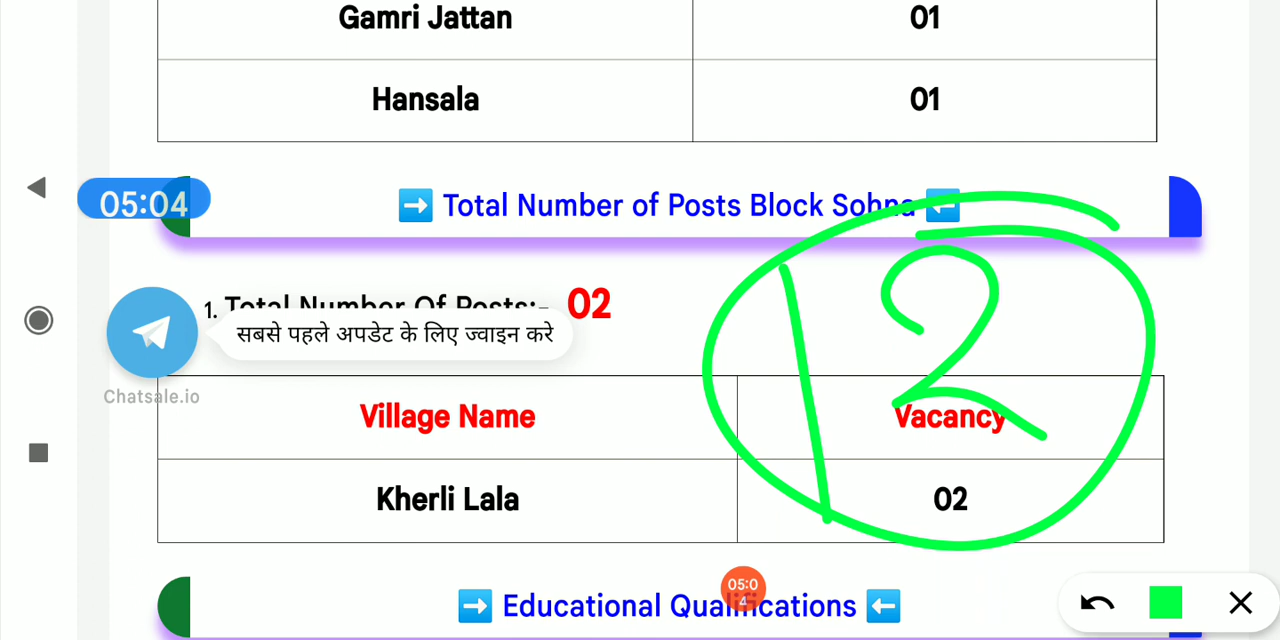 Gamri Jattan 01
Hansala 01
05:04
➡ Total Number of Posts Block Sohna ⬅
1. Total Number Of Posts:- 02
सबसे पहले अपडेट के लिए ज्वाइन करे
Chatsale.io
12
Village Name Vacancy
Kherli Lala 02
05:04
➡ Educational Qualifications ⬅